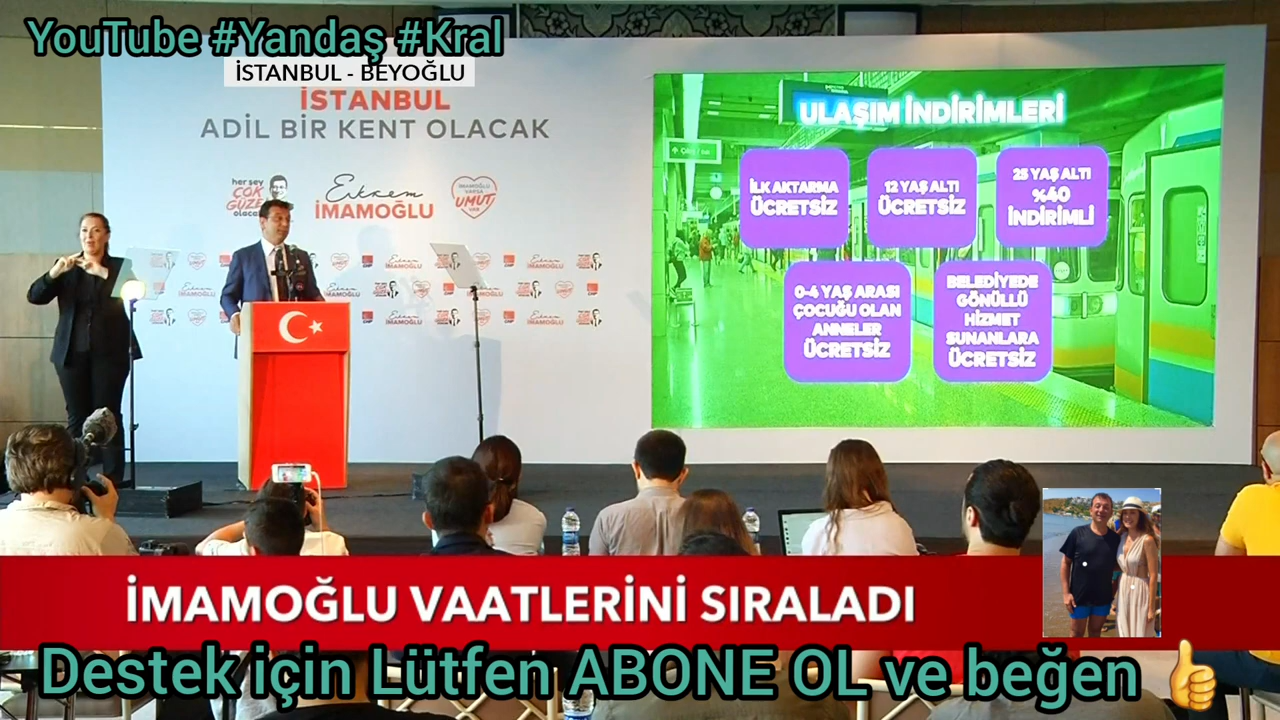 YouTube #Yandaş #Kral
İSTANBUL - BEYOĞLU
İSTANBUL
ADİL BİR KENT OLACAK
her şey
ÇOK
GÜZEL
olacak
Ekrem
İMAMOĞLU
İMAMOĞLU
VARSA
UMUT
VAR
ULAŞIM İNDİRİMLERİ
İLK AKTARMA
ÜCRETSİZ
12 YAŞ ALTI
ÜCRETSİZ
25 YAŞ ALTI
%40
İNDİRİMLİ
0-4 YAŞ ARASI
ÇOCUĞU OLAN
ANNELER
ÜCRETSİZ
BELEDİYEDE
GÖNÜLLÜ
HİZMET
SUNANLARA
ÜCRETSİZ
İMAMOĞLU VAATLERİNİ SIRALADI
Destek için Lütfen ABONE OL ve beğen 👍